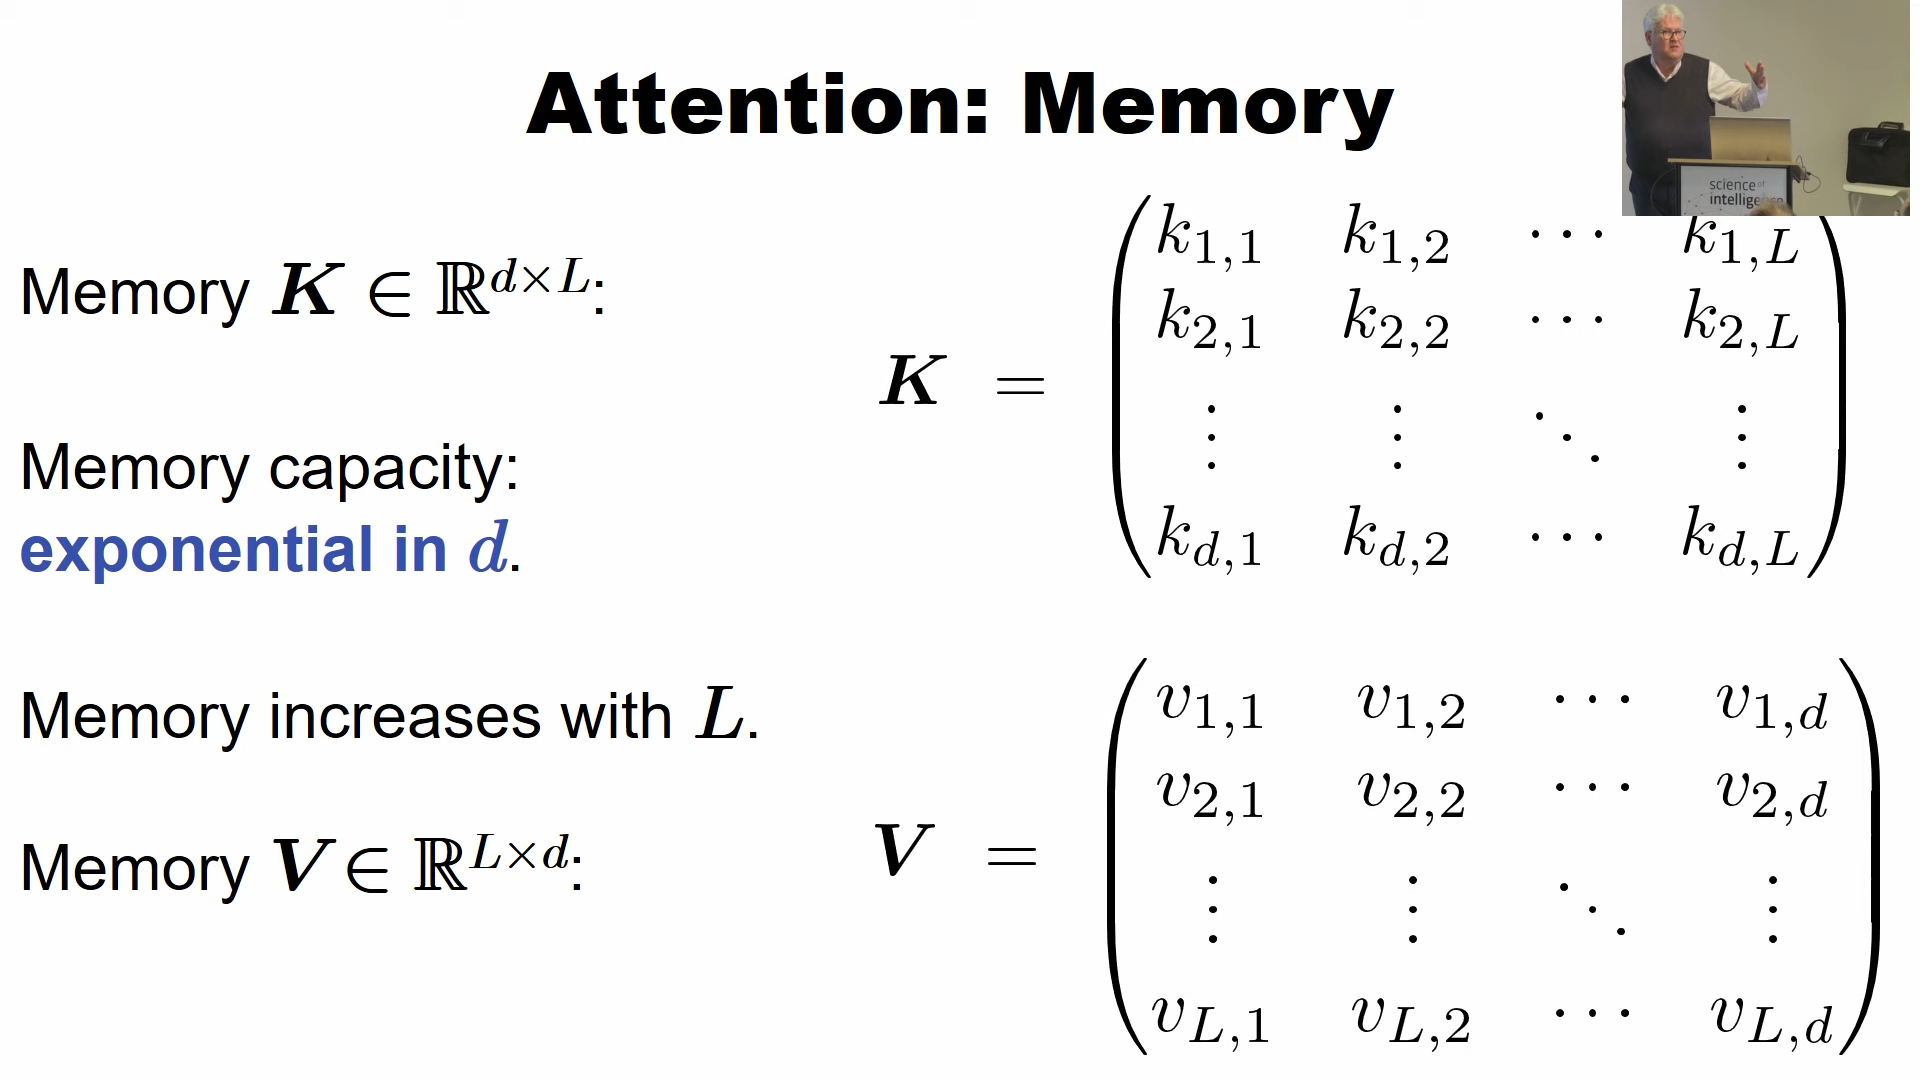 Attention: Memory
science of
intelligence
Memory K ∈ ℝ^{d×L}:
K = ( k_{1,1} k_{1,2} ⋯ k_{1,L}
k_{2,1} k_{2,2} ⋯ k_{2,L}
⋮ ⋮ ⋱ ⋮
k_{d,1} k_{d,2} ⋯ k_{d,L} )
Memory capacity:
exponential in d.
Memory increases with L.
Memory V ∈ ℝ^{L×d}:
V = ( v_{1,1} v_{1,2} ⋯ v_{1,d}
v_{2,1} v_{2,2} ⋯ v_{2,d}
⋮ ⋮ ⋱ ⋮
v_{L,1} v_{L,2} ⋯ v_{L,d} )